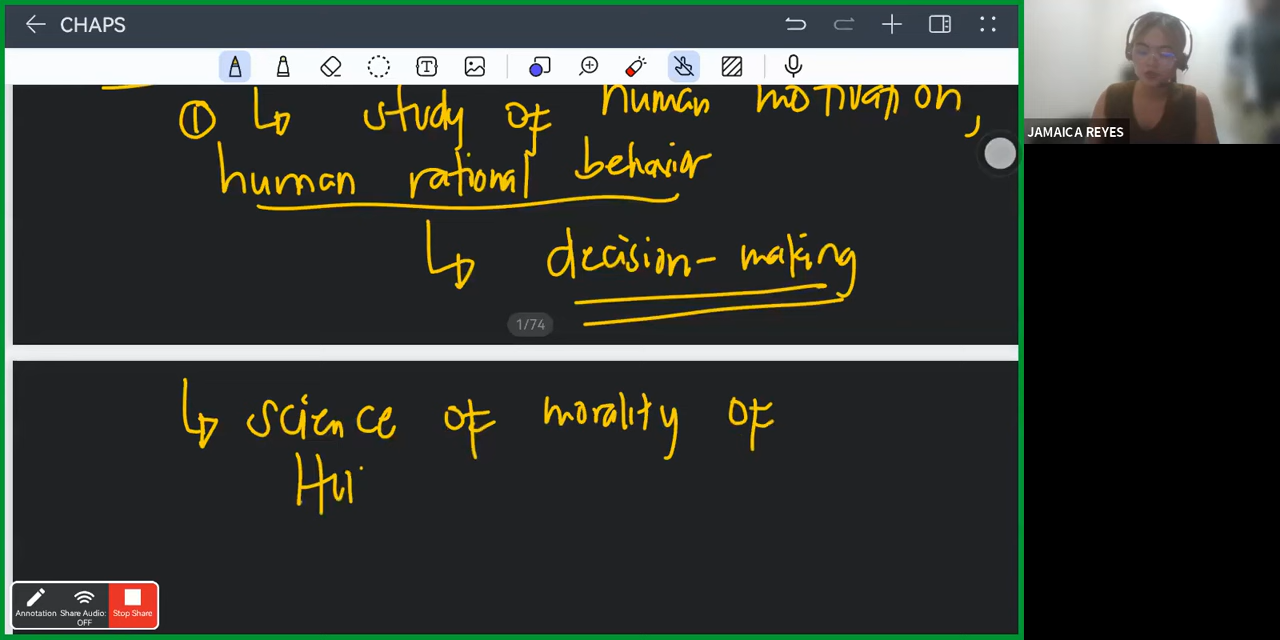 CHAPS
JAMAICA REYES
① ↳ study of human motivation,
human rational behavior
↳ decision-making
1/74
↳ science of morality of
Hu
Annotation Share Audio: OFF Stop Share